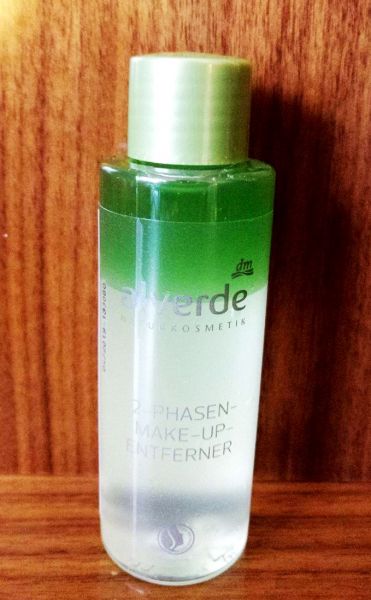 dm
alverde
NATURKOSMETIK
2-PHASEN-
MAKE-UP-
ENTFERNER